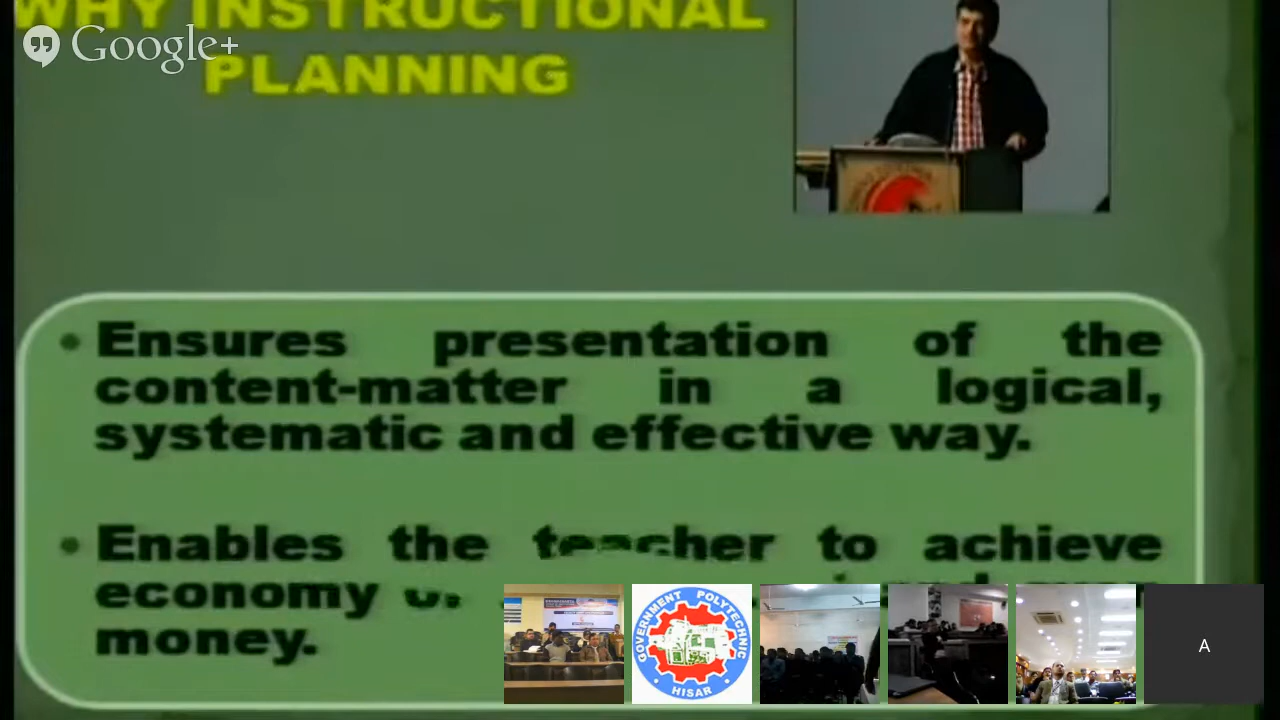 WHY INSTRUCTIONAL
Google+
PLANNING
• Ensures presentation of the
content-matter in a logical,
systematic and effective way.
• Enables the teacher to achieve
economy
money.
GOVERNMENT POLYTECHNIC
HISAR
A